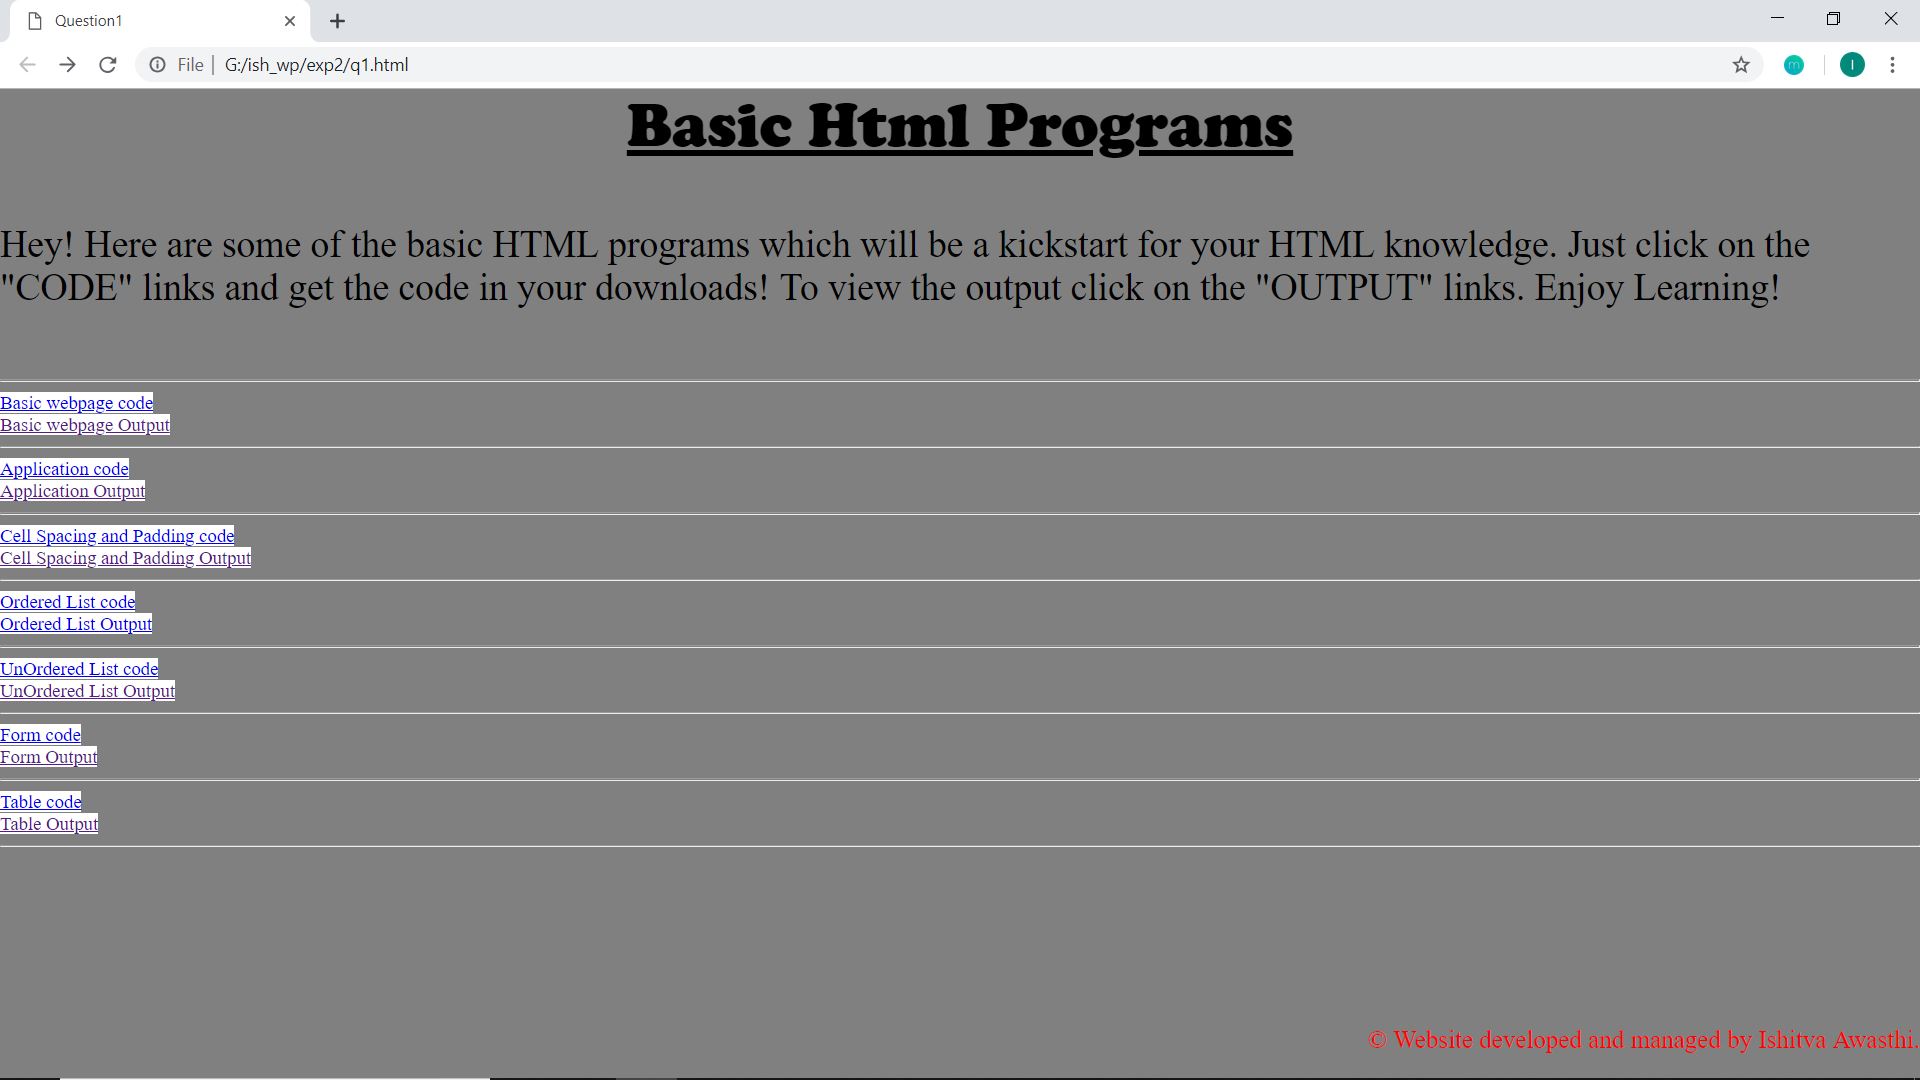 Question1
File | G:/ish_wp/exp2/q1.html
I
Basic Html Programs
Hey! Here are some of the basic HTML programs which will be a kickstart for your HTML knowledge. Just click on the
"CODE" links and get the code in your downloads! To view the output click on the "OUTPUT" links. Enjoy Learning!
Basic webpage code
Basic webpage Output
Application code
Application Output
Cell Spacing and Padding code
Cell Spacing and Padding Output
Ordered List code
Ordered List Output
UnOrdered List code
UnOrdered List Output
Form code
Form Output
Table code
Table Output
© Website developed and managed by Ishitva Awasthi.